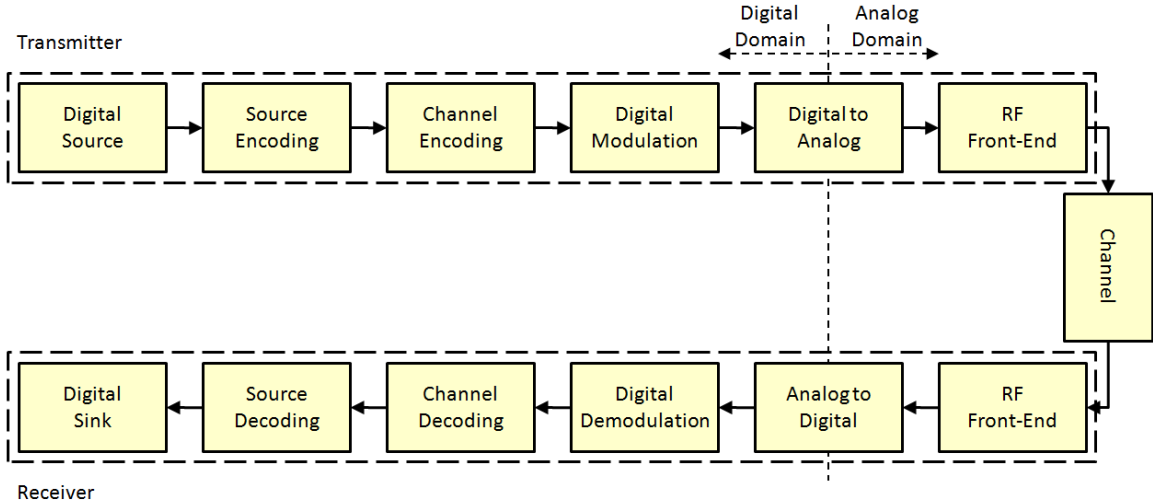 Digital
Domain
Analog
Domain
Transmitter
Digital
Source
Source
Encoding
Channel
Encoding
Digital
Modulation
Digital to
Analog
RF
Front-End
Channel
Digital
Sink
Source
Decoding
Channel
Decoding
Digital
Demodulation
Analog to
Digital
RF
Front-End
Receiver